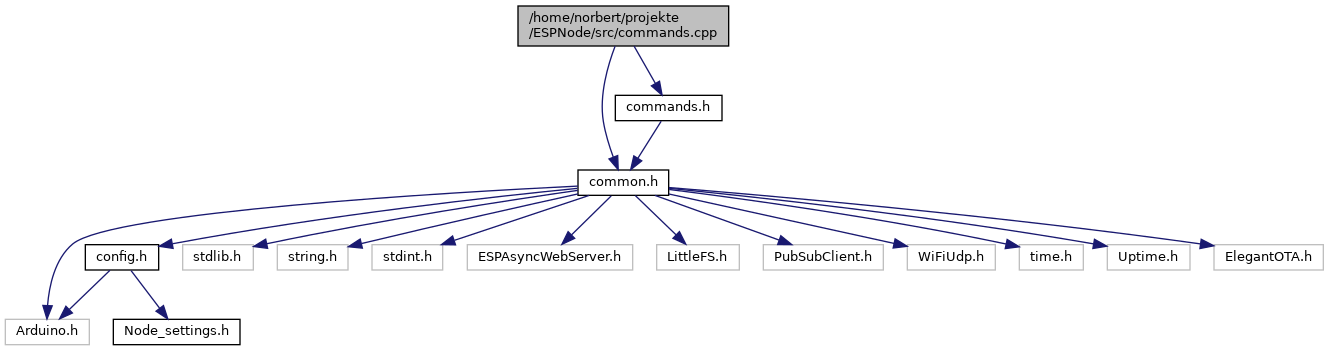 /home/norbert/projekte
/ESPNode/src/commands.cpp
commands.h
common.h
config.h
stdlib.h
string.h
stdint.h
ESPAsyncWebServer.h
LittleFS.h
PubSubClient.h
WiFiUdp.h
time.h
Uptime.h
ElegantOTA.h
Arduino.h
Node_settings.h